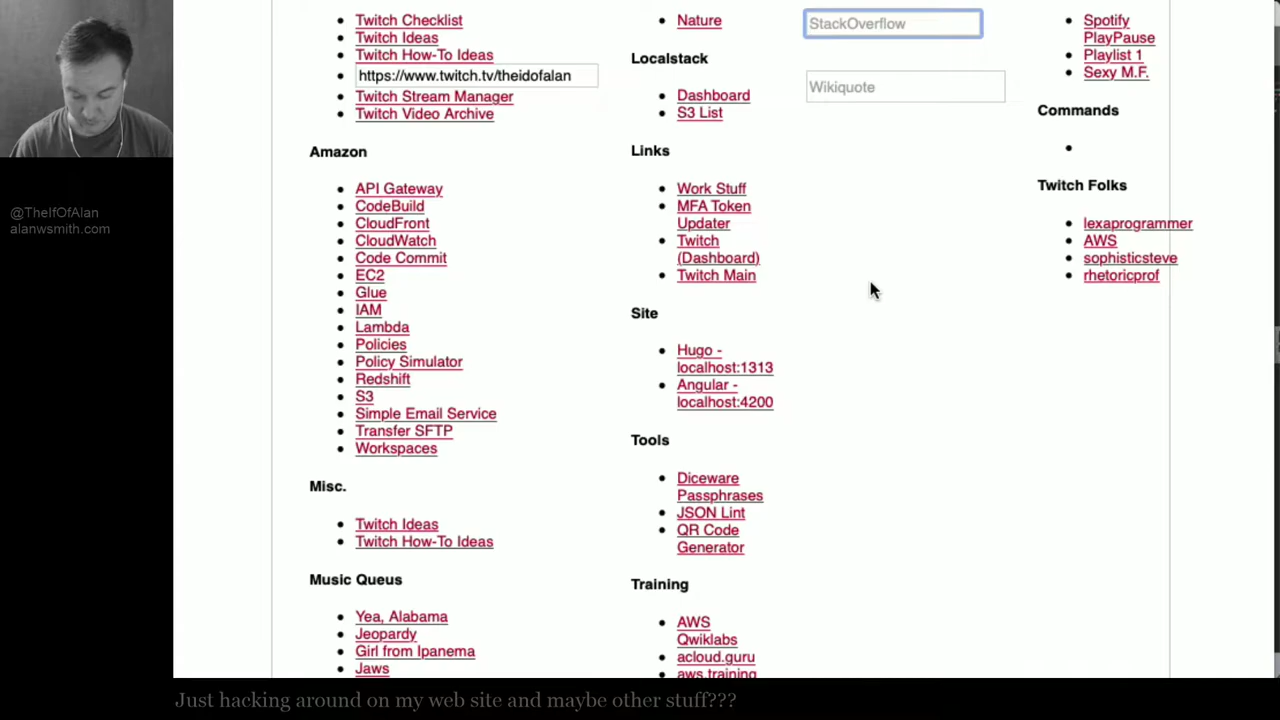 @TheIfOfAlan
alanwsmith.com
Twitch Checklist
Twitch Ideas
Twitch How-To Ideas
https://www.twitch.tv/theidofalan
Twitch Stream Manager
Twitch Video Archive
Amazon
API Gateway
CodeBuild
CloudFront
CloudWatch
Code Commit
EC2
Glue
IAM
Lambda
Policies
Policy Simulator
Redshift
S3
Simple Email Service
Transfer SFTP
Workspaces
Misc.
Twitch Ideas
Twitch How-To Ideas
Music Queus
Yea, Alabama
Jeopardy
Girl from Ipanema
Jaws
Nature
Localstack
Dashboard
S3 List
Links
Work Stuff
MFA Token
Updater
Twitch
(Dashboard)
Twitch Main
Site
Hugo -
localhost:1313
Angular -
localhost:4200
Tools
Diceware
Passphrases
JSON Lint
QR Code
Generator
Training
AWS
Qwiklabs
acloud.guru
aws.training
StackOverflow
Wikiquote
Spotify
PlayPause
Playlist 1
Sexy M.F.
Commands
Twitch Folks
lexaprogrammer
AWS
sophisticsteve
rhetoricprof
Just hacking around on my web site and maybe other stuff???